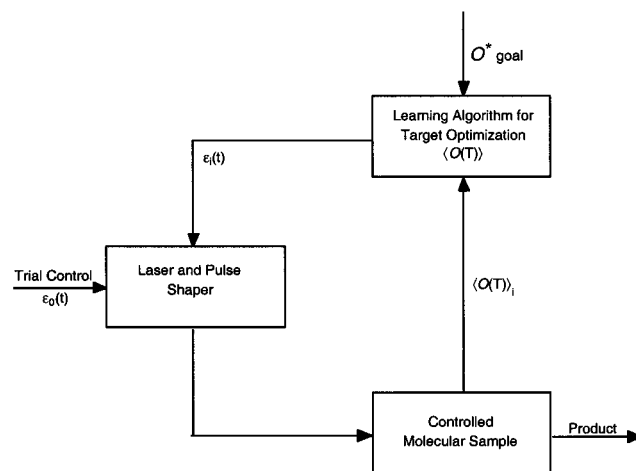 O* goal
Learning Algorithm for
Target Optimization
⟨O(T)⟩
εi(t)
Trial Control
ε0(t)
Laser and Pulse
Shaper
⟨O(T)⟩i
Controlled
Molecular Sample
Product